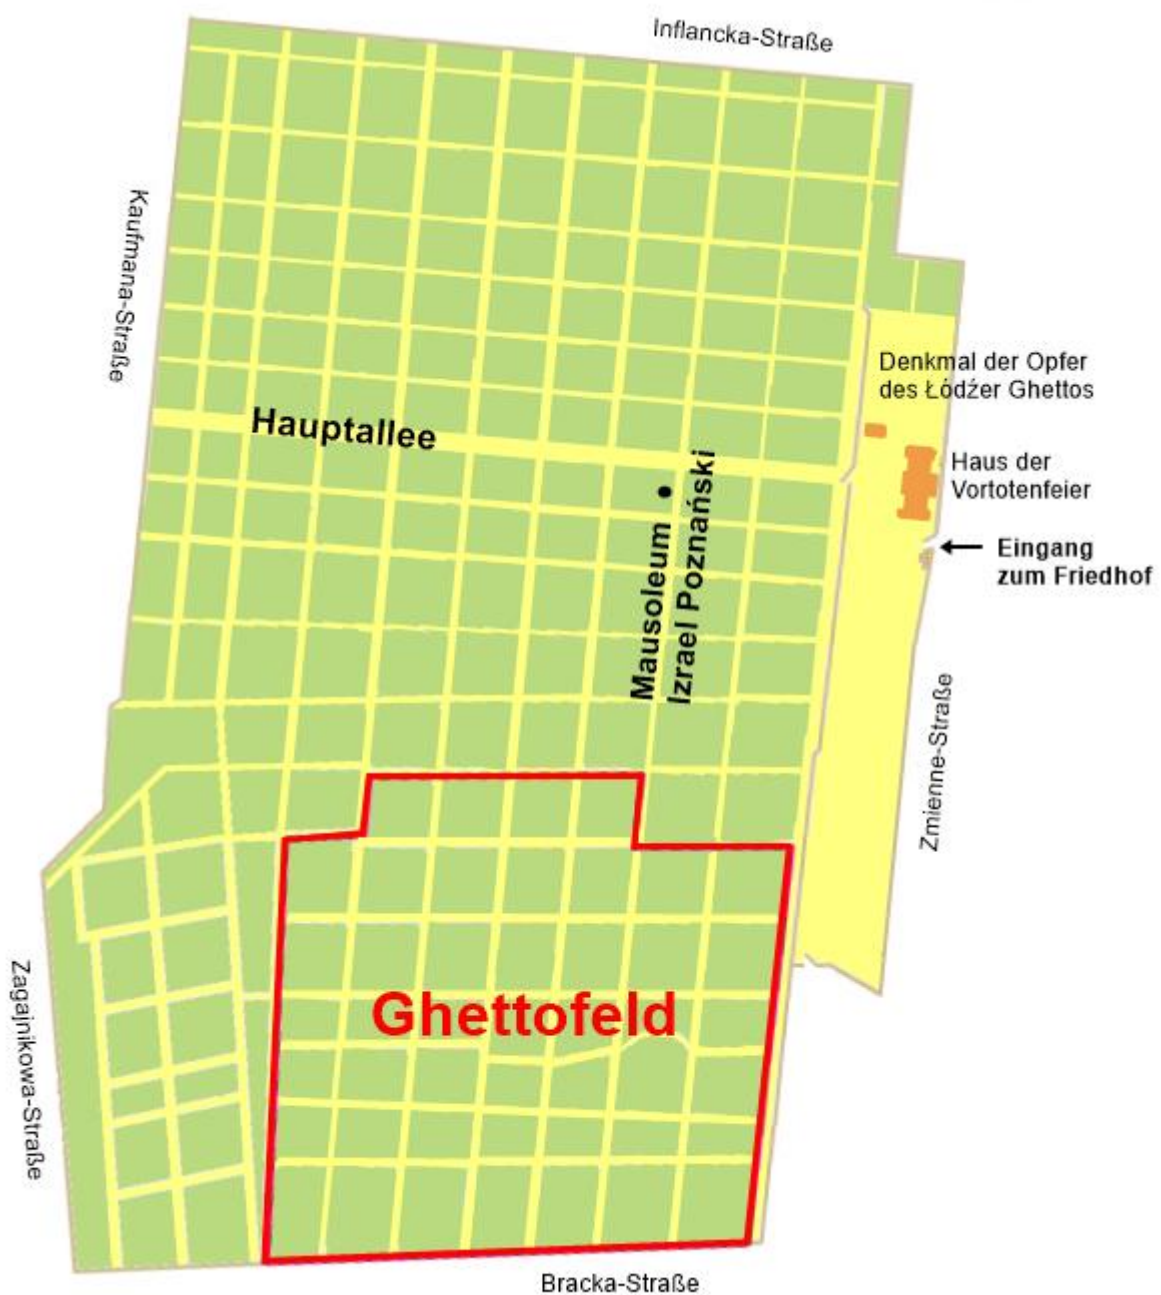 Inflancka-Straße
Kaufmana-Straße
Denkmal der Opfer
des Łódźer Ghettos
Hauptallee
Haus der
Vortotenfeier
Mausoleum
Izrael Poznański
Eingang
zum Friedhof
Zmienne-Straße
Zagajnikowa-Straße
Ghettofeld
Bracka-Straße